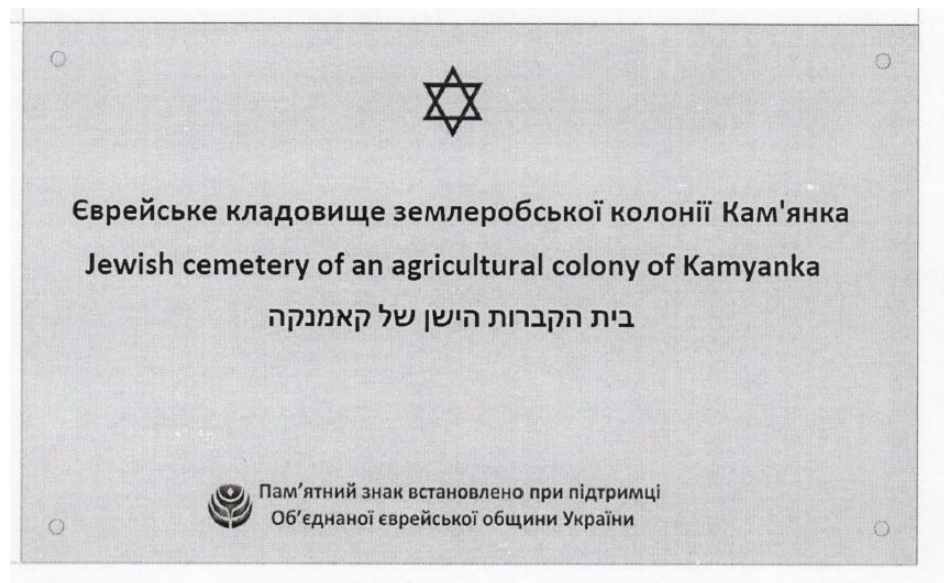 Єврейське кладовище землеробської колонії Кам'янка
Jewish cemetery of an agricultural colony of Kamyanka
בית הקברות הישן של קאמנקה
Пам’ятний знак встановлено при підтримці
Об’єднаної єврейської общини України